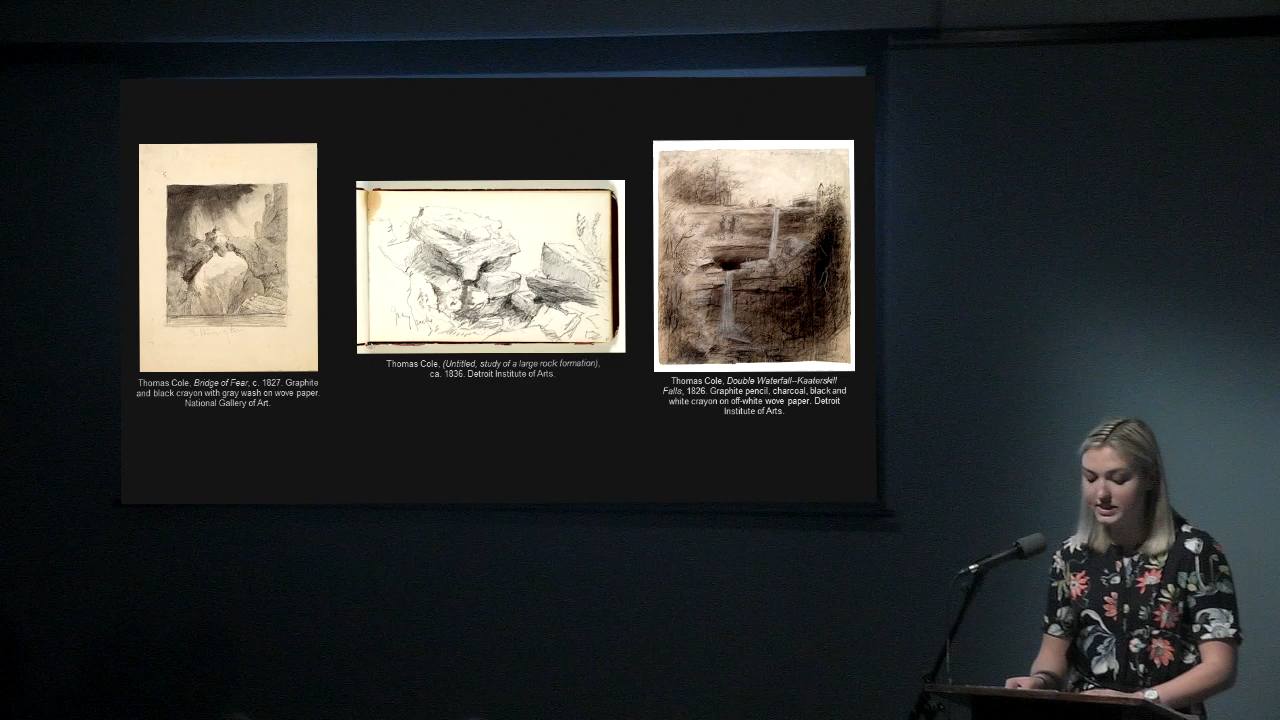 Thomas Cole, Bridge of Fear, c. 1827. Graphite
and black crayon with gray wash on wove paper.
National Gallery of Art.
Thomas Cole, (Untitled, study of a large rock formation),
ca. 1836. Detroit Institute of Arts.
Thomas Cole, Double Waterfall--Kaaterskill
Falls, 1826. Graphite pencil, charcoal, black and
white crayon on off-white wove paper. Detroit
Institute of Arts.